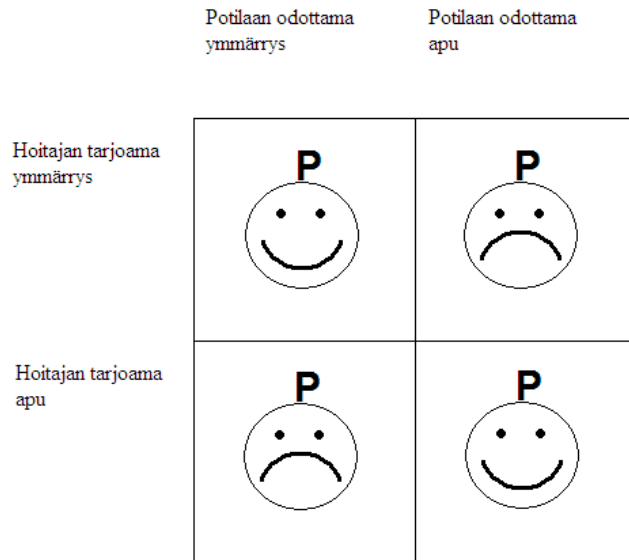 Potilaan odottama
ymmärrys
Potilaan odottama
apu
Hoitajan tarjoama
ymmärrys
P
P
Hoitajan tarjoama
apu
P
P